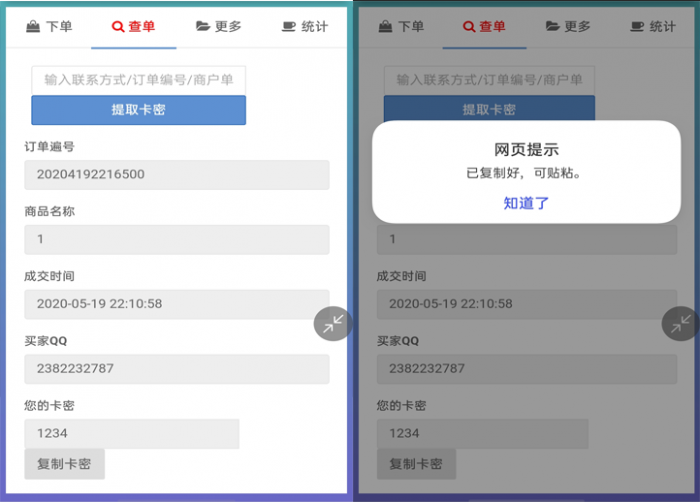 下单 查单 更多 统计
输入联系方式/订单编号/商户单
提取卡密
订单遍号
20204192216500
商品名称
1
成交时间
2020-05-19 22:10:58
买家QQ
2382232787
您的卡密
1234
复制卡密
下单 查单 更多 统计
输入联系方式/订单编号/商户单
提取卡密
网页提示
已复制好，可贴粘。
知道了
1
成交时间
2020-05-19 22:10:58
买家QQ
2382232787
您的卡密
1234
复制卡密